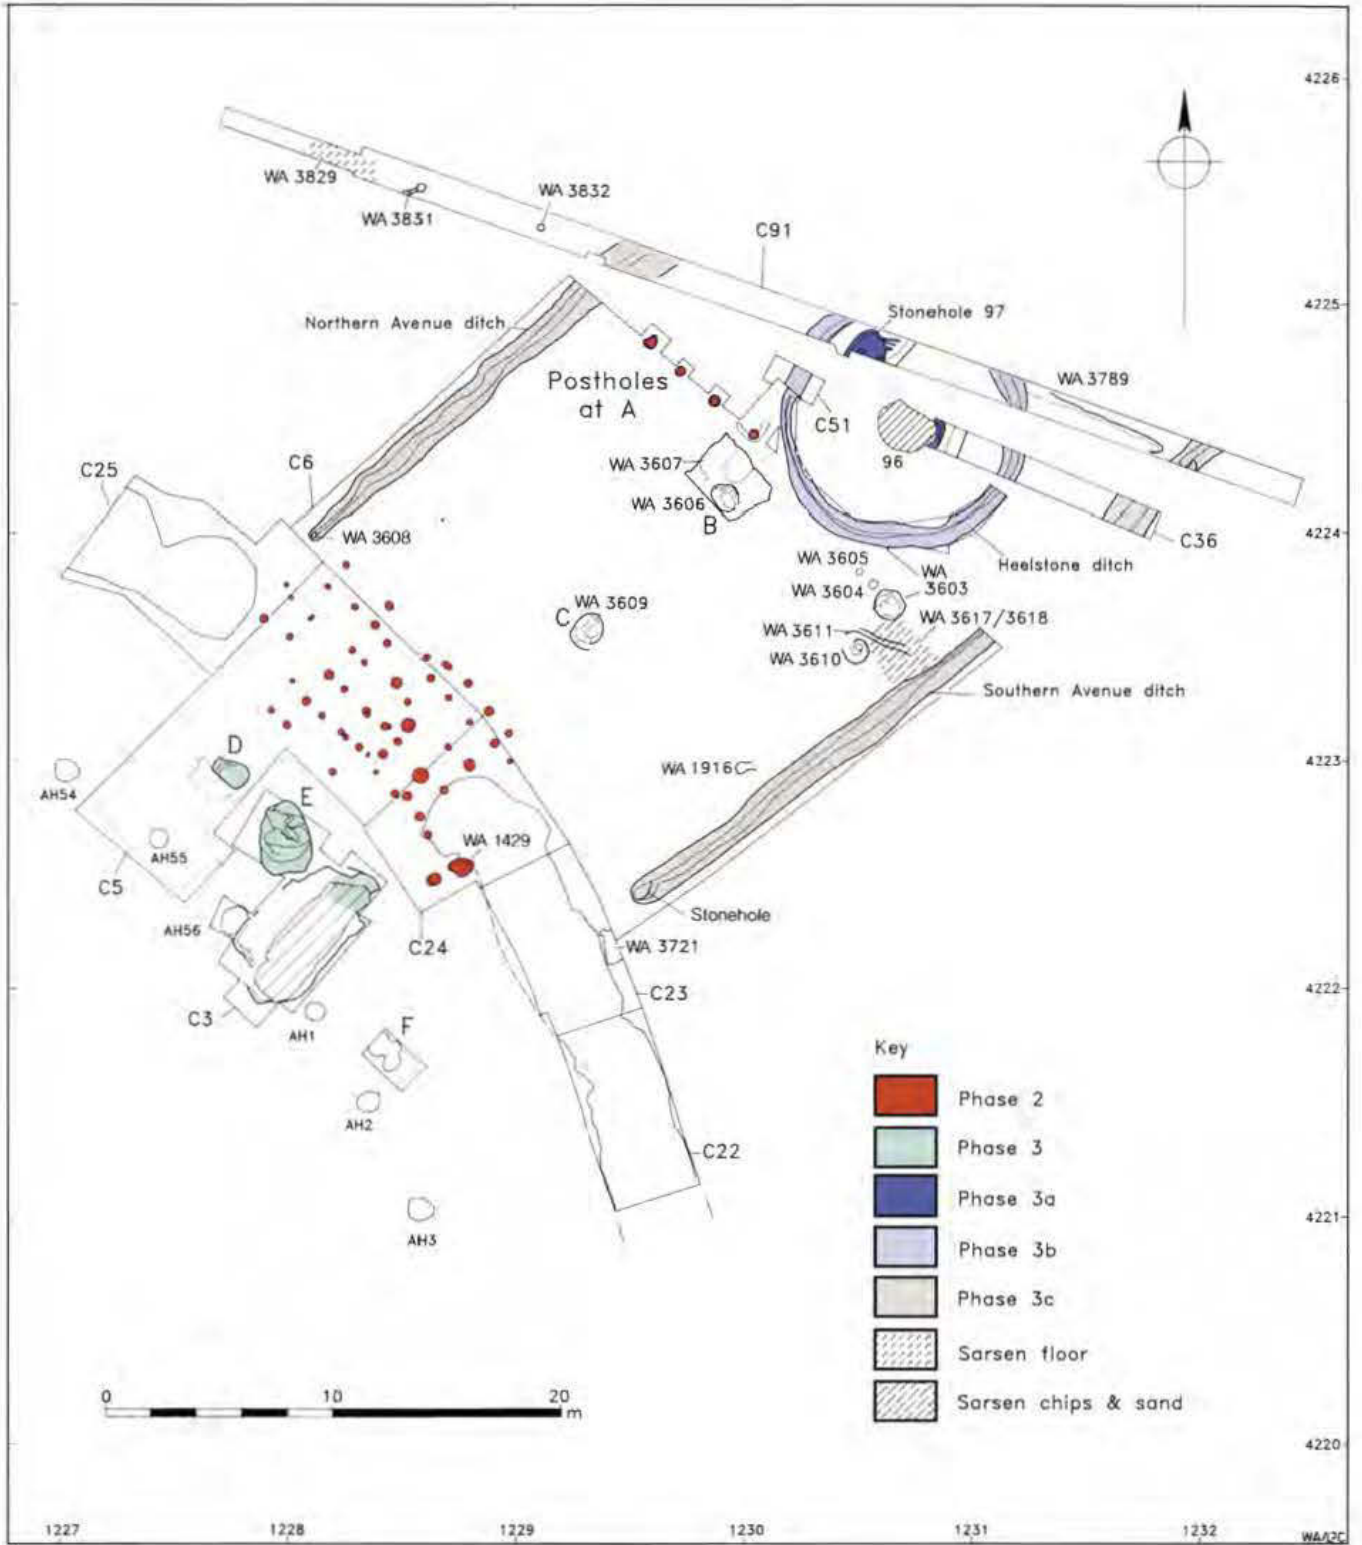 4226
WA 3829
WA 3831
WA 3832
C91
Northern Avenue ditch
4225
Stonehole 97
Postholes
at A
WA 3789
C51
C25
C6
WA 3607
WA 3606
B
96
WA 3608
4224
C36
WA 3605
WA
3603
Heelstone ditch
WA 3604
C
WA 3609
WA 3617/3618
WA 3611
WA 3610
Southern Avenue ditch
D
AH54
E
WA 1916
4223
AH55
WA 1429
C5
Stonehole
AH56
C24
WA 3721
C3
AH1
C23
4222
F
AH2
Key
Phase 2
C22
Phase 3
AH3
Phase 3a
4221
Phase 3b
Phase 3c
Sarsen floor
0 10 20
m
Sarsen chips & sand
4220
1227 1228 1229 1230 1231 1232